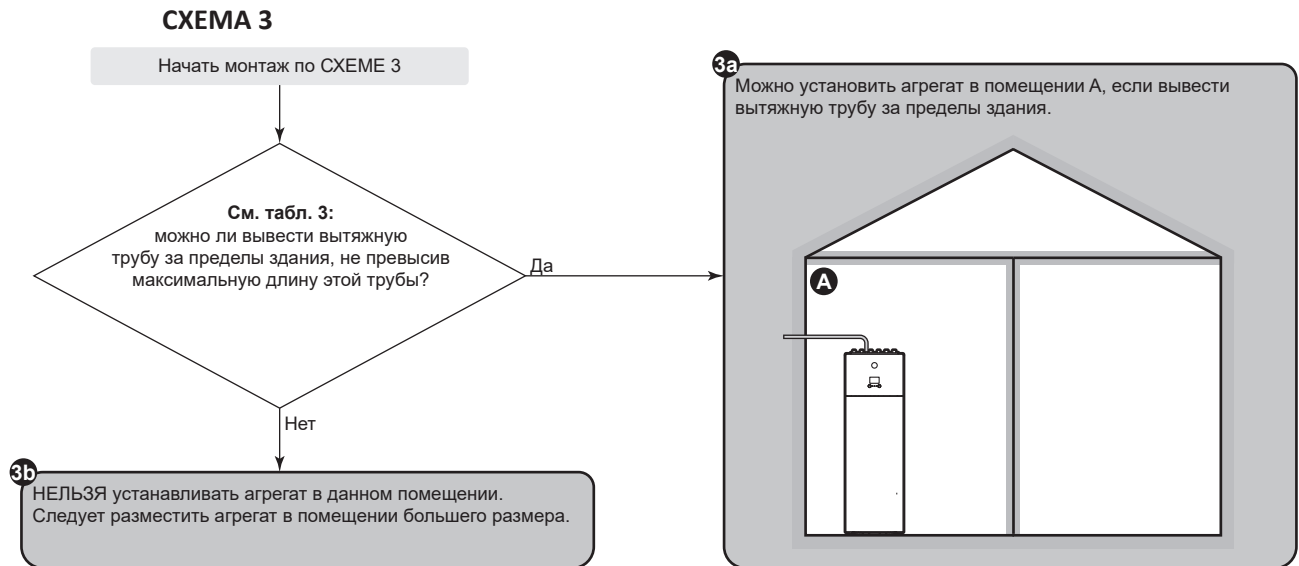 СХЕМА 3
Начать монтаж по СХЕМЕ 3
См. табл. 3:
можно ли вывести вытяжную
трубу за пределы здания, не превысив
максимальную длину этой трубы?
Да
Нет
3a
Можно установить агрегат в помещении A, если вывести
вытяжную трубу за пределы здания.
A
3b
НЕЛЬЗЯ устанавливать агрегат в данном помещении.
Следует разместить агрегат в помещении большего размера.